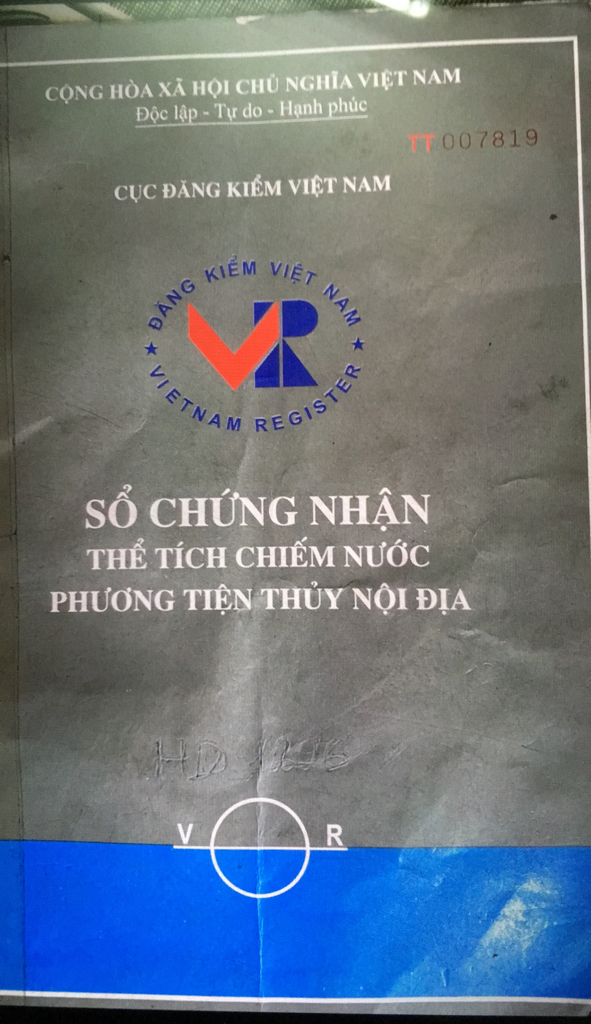 CỘNG HÒA XÃ HỘI CHỦ NGHĨA VIỆT NAM
Độc lập - Tự do - Hạnh phúc
TT 007819
CỤC ĐĂNG KIỂM VIỆT NAM
ĐĂNG KIỂM VIỆT NAM
VR
VIETNAM REGISTER
SỔ CHỨNG NHẬN
THỂ TÍCH CHIẾM NƯỚC
PHƯƠNG TIỆN THỦY NỘI ĐỊA
HD
V R